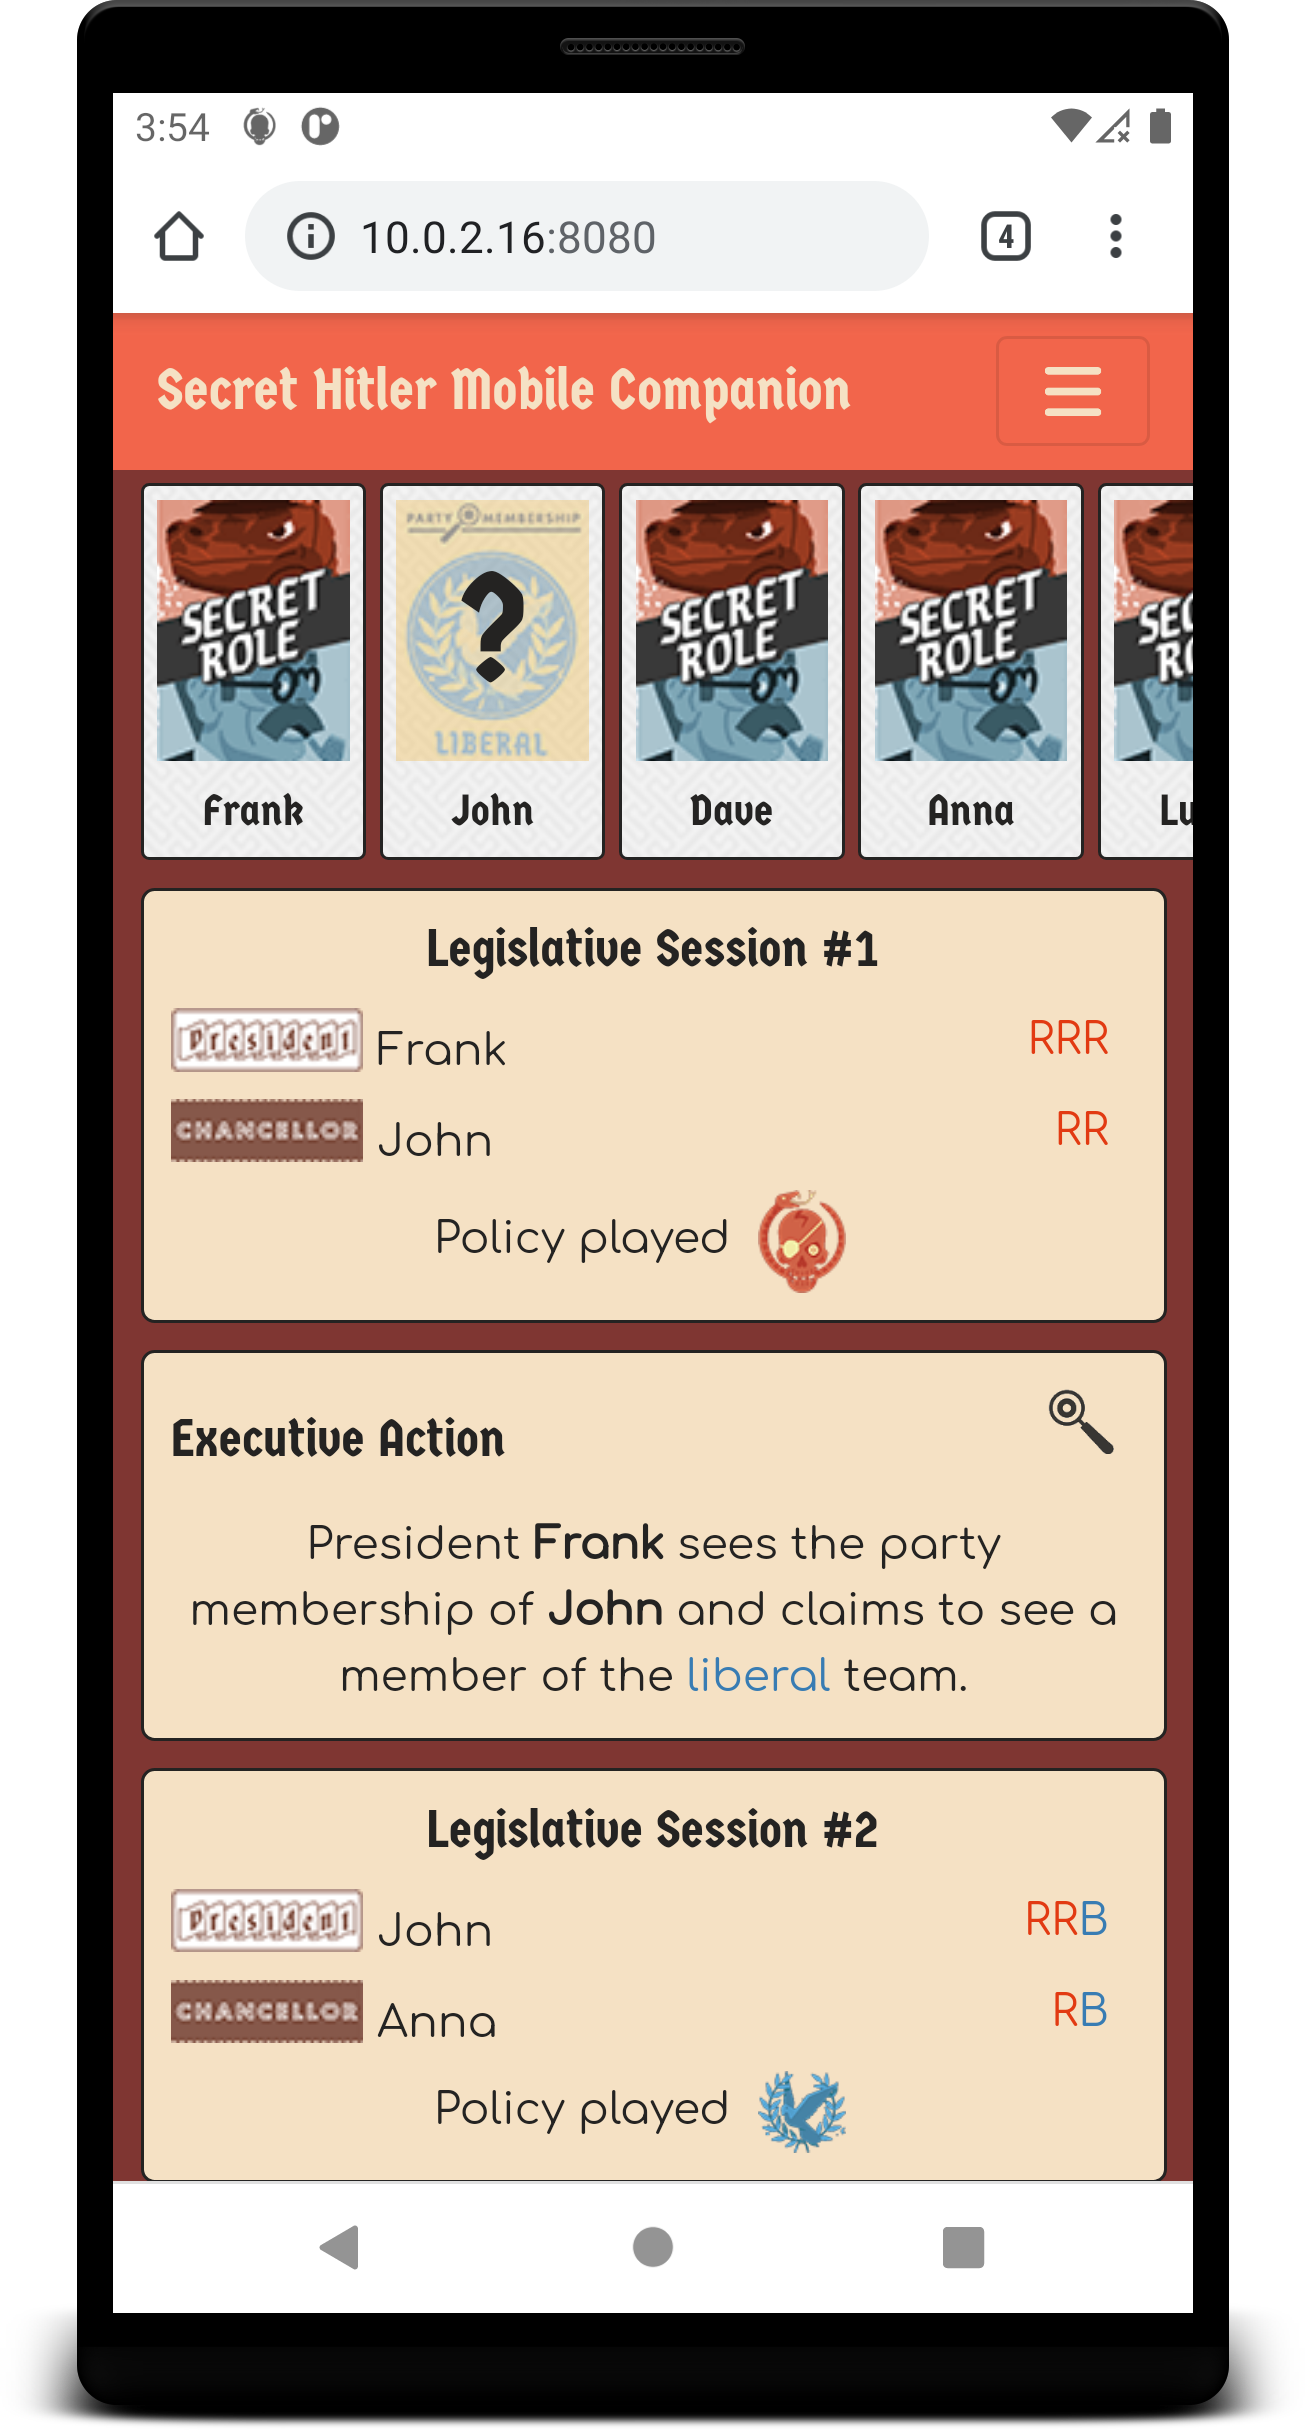 3:54
10.0.2.16:8080
4
Secret Hitler Mobile Companion
SECRET ROLE
PARTY MEMBERSHIP
?
LIBERAL
SECRET ROLE
SECRET ROLE
Frank
John
Dave
Anna
Legislative Session #1
President Frank RRR
CHANCELLOR John RR
Policy played
Executive Action
President Frank sees the party
membership of John and claims to see a
member of the liberal team.
Legislative Session #2
President John RRB
CHANCELLOR Anna RB
Policy played